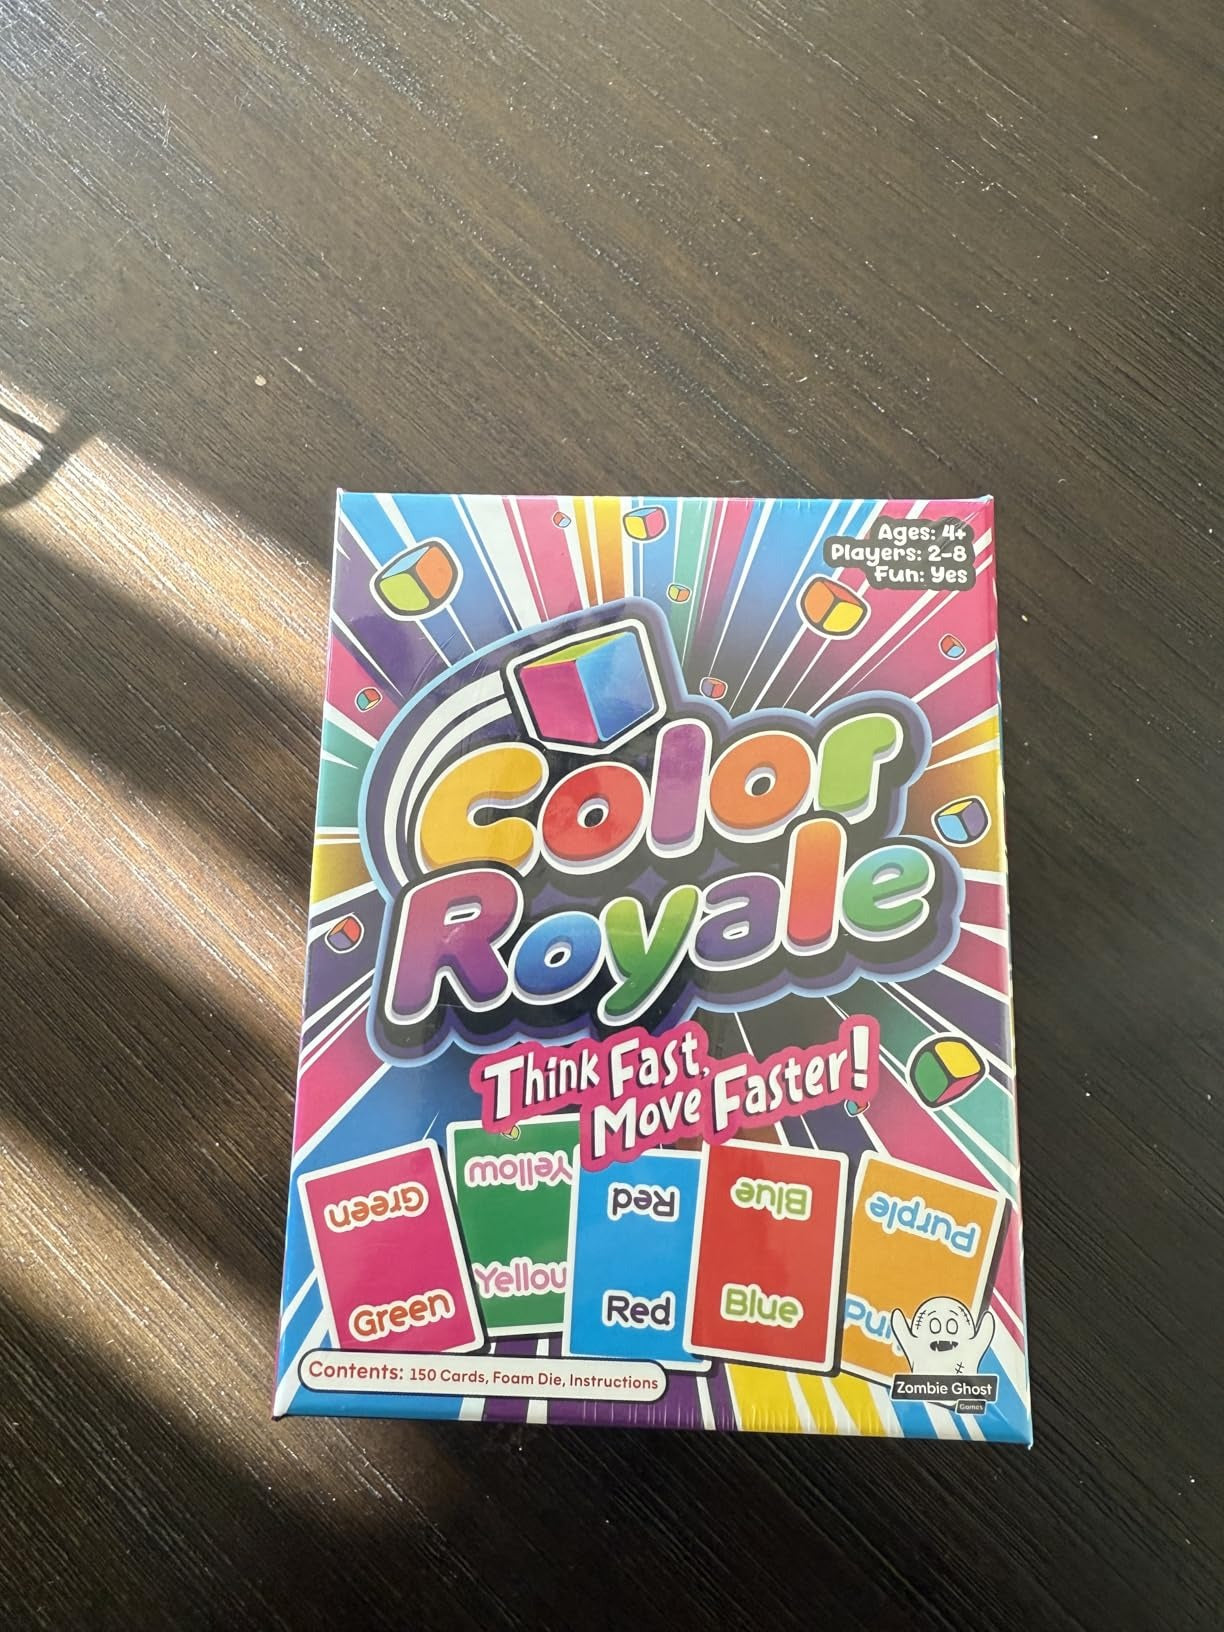 Ages: 4+
Players: 2-8
Fun: Yes
Color
Royale
Think Fast,
Move Faster!
Green
Green
Yellow
Yellow
Red
Red
Blue
Blue
Purple
Pur
Contents: 150 Cards, Foam Die, Instructions
Zombie Ghost
Games